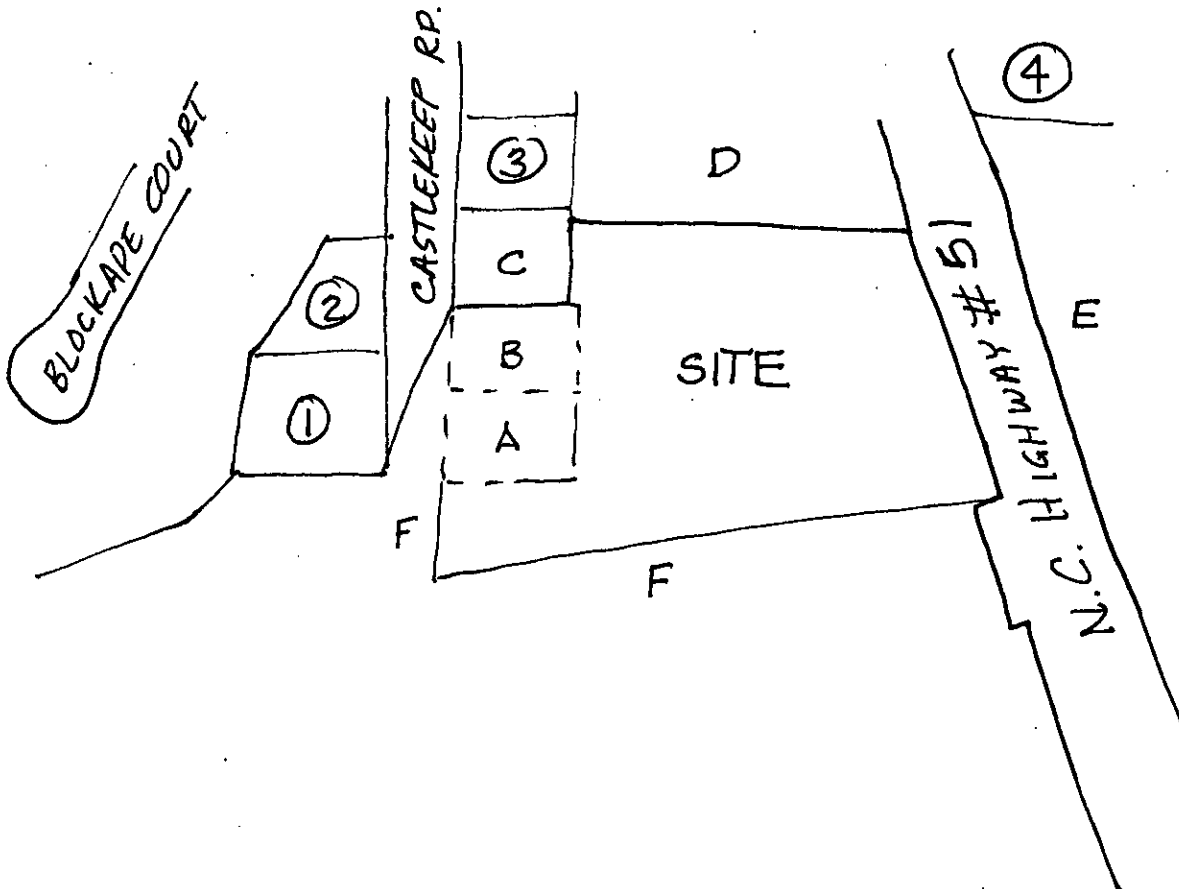 BLOCKADE COURT
CASTLEKEEP RD.
4
3
D
C
2
B
SITE
E
1
A
F
F
N.C. HIGHWAY # 51